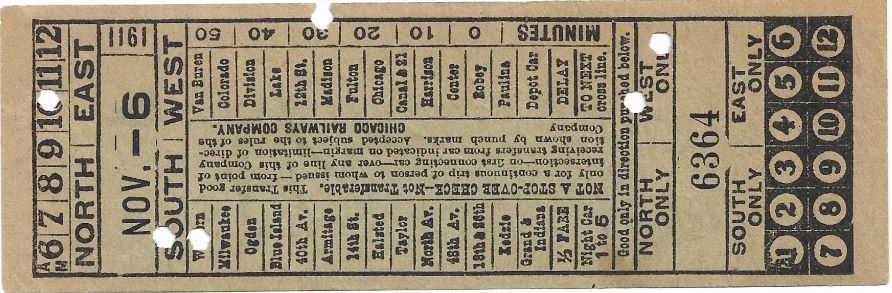 AM 6 7 8 9 10 11 12
NORTH EAST
NOV. -6 1911
SOUTH WEST
MINUTES 0 10 20 30 40 50
Van Buren
Colorado
Division
Lake
12th St.
Madison
Fulton
Chicago
Canal & 21
Harrison
Center
Robey
Paulina
Depot Car
DELAY
TO NEXT
cross line.
NOT A STOP-OVER CHECK—Not Transferable. This Transfer good
only for a continuous trip of person to whom issued—from point of
intersection—on first connecting car—over any line of this Company
receiving transfers from car indicated on margin—limitation of direc-
tion shown by punch marks. Accepted subject to the rules of the
Company
CHICAGO RAILWAYS COMPANY.
Milwaukee
Ogden
Blue Island
40th Av.
Armitage
14th St.
Halsted
Taylor
North Av.
48th Av.
Kedzie
Grand &
Indiana
½ FARE
Night Car
1 to 5
Good only in direction punched below.
NORTH
ONLY
WEST
ONLY
6364
SOUTH
ONLY
EAST
ONLY
1 2 3 4 5 6
7 8 9 10 11 12